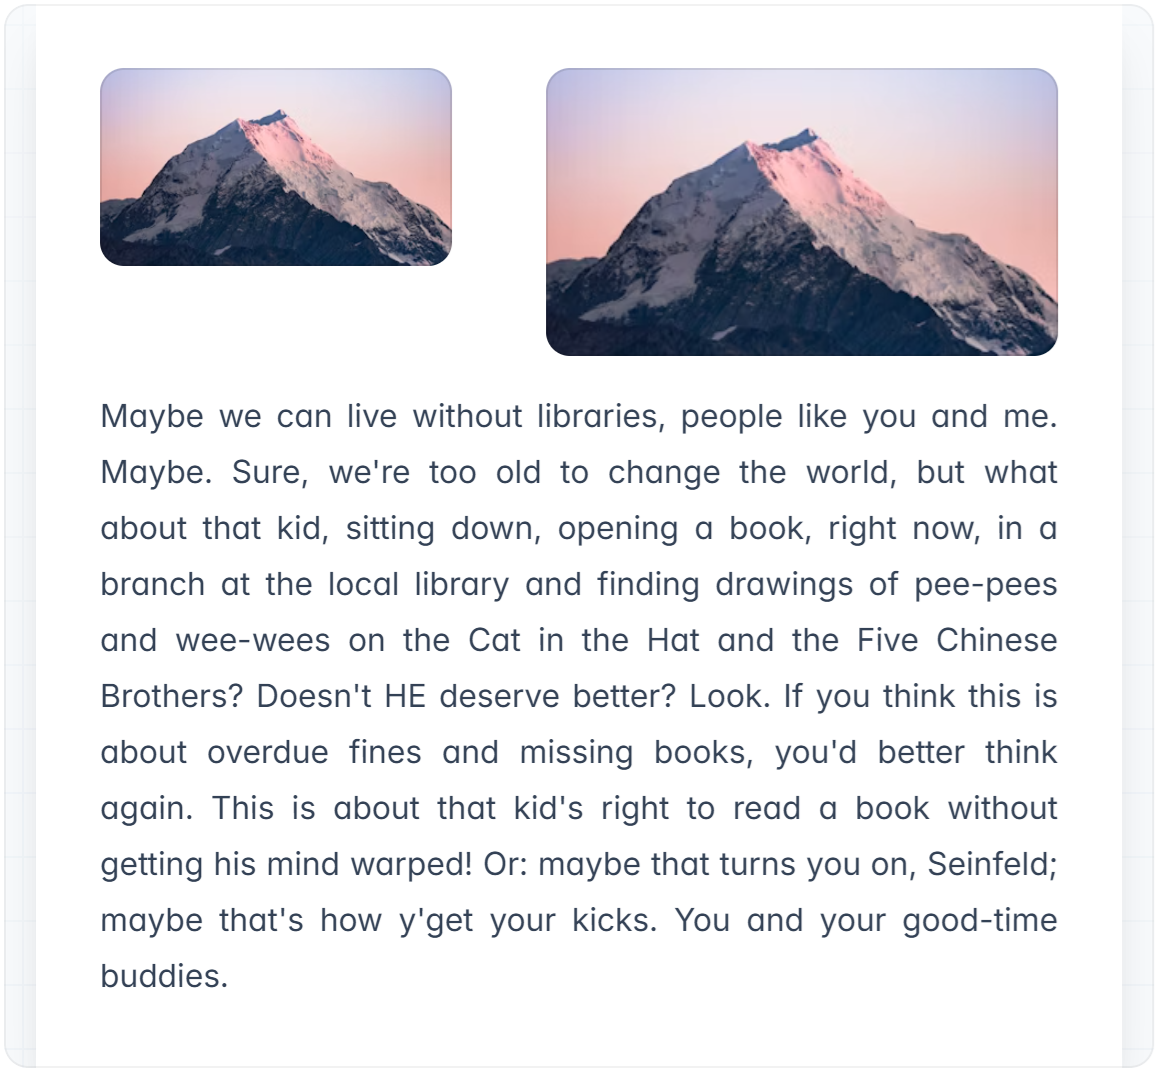 Maybe we can live without libraries, people like you and me.
Maybe. Sure, we're too old to change the world, but what
about that kid, sitting down, opening a book, right now, in a
branch at the local library and finding drawings of pee-pees
and wee-wees on the Cat in the Hat and the Five Chinese
Brothers? Doesn't HE deserve better? Look. If you think this is
about overdue fines and missing books, you'd better think
again. This is about that kid's right to read a book without
getting his mind warped! Or: maybe that turns you on, Seinfeld;
maybe that's how y'get your kicks. You and your good-time
buddies.